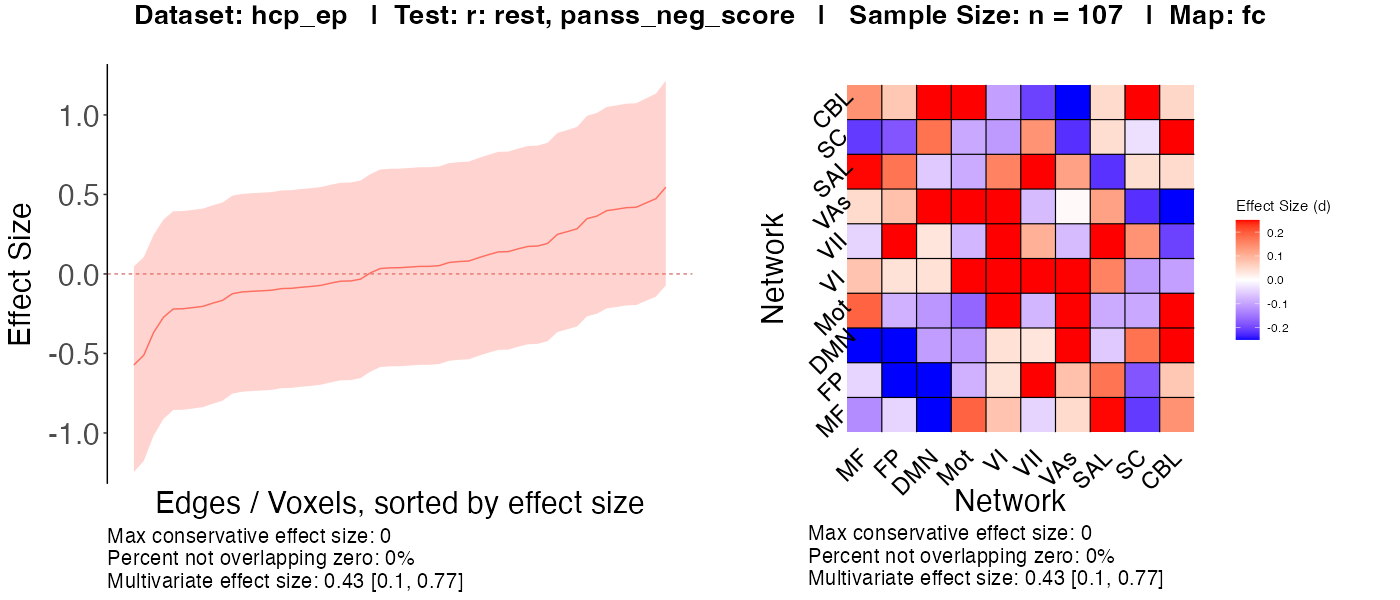 Dataset: hcp_ep | Test: r: rest, panss_neg_score | Sample Size: n = 107 | Map: fc
Effect Size
1.0
0.5
0.0
-0.5
-1.0
Edges / Voxels, sorted by effect size
Max conservative effect size: 0
Percent not overlapping zero: 0%
Multivariate effect size: 0.43 [0.1, 0.77]
Network
CBL
SC
SAL
VAs
VII
VI
Mot
DMN
FP
MF
MF FP DMN Mot VI VII VAs SAL SC CBL
Network
Effect Size (d)
0.2
0.1
0.0
-0.1
-0.2
Max conservative effect size: 0
Percent not overlapping zero: 0%
Multivariate effect size: 0.43 [0.1, 0.77]